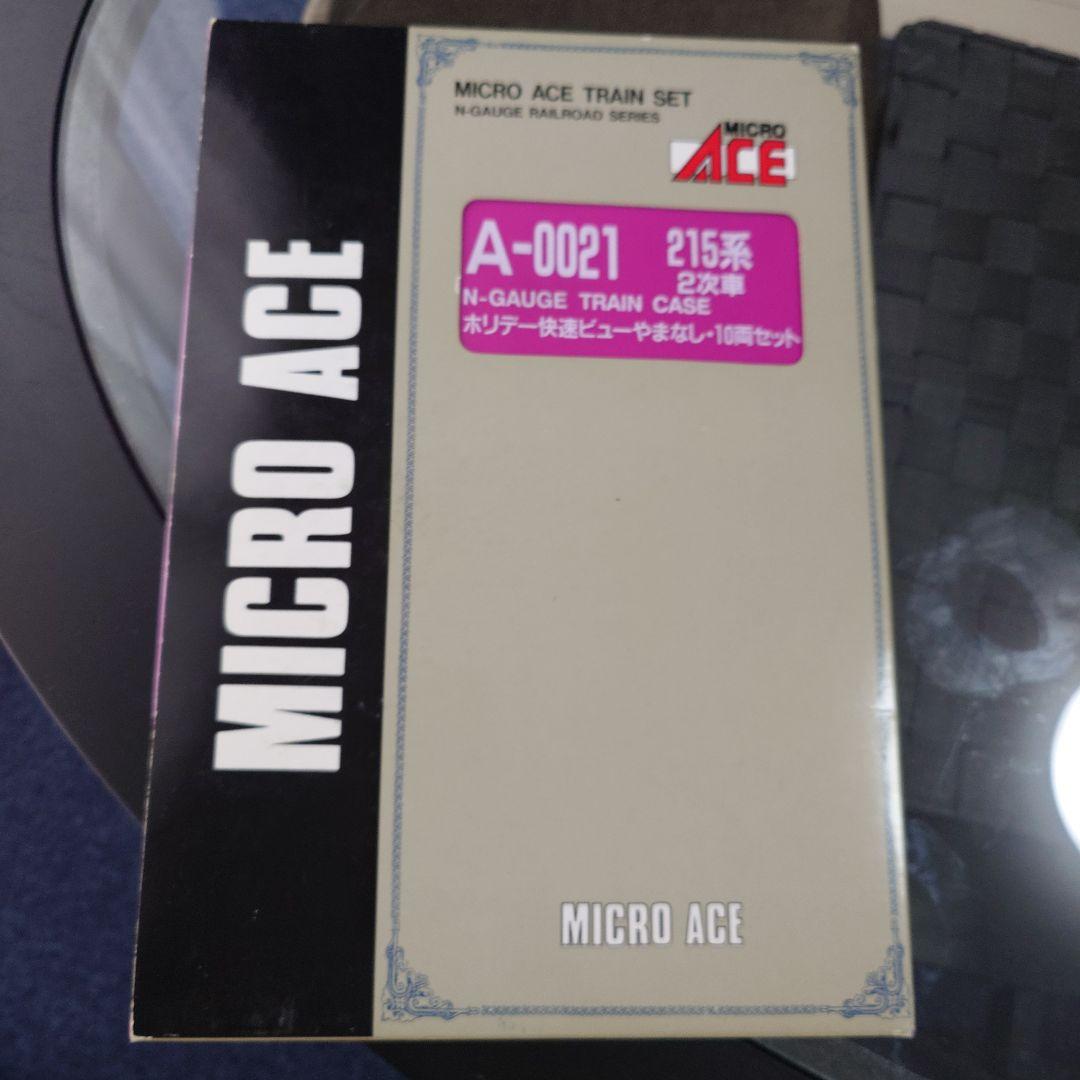 MICRO ACE
MICRO ACE TRAIN SET
N-GAUGE RAILROAD SERIES
MICRO
ACE
A-0021 215系
2次車
N-GAUGE TRAIN CASE
ホリデー快速ビューやまなし・10両セット
MICRO ACE